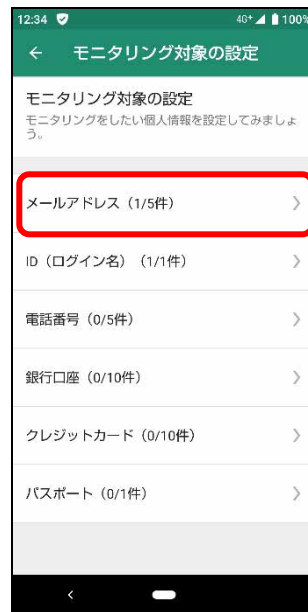 12:34 4G+ 100%
← モニタリング対象の設定
モニタリング対象の設定
モニタリングをしたい個人情報を設定してみましょ
う。
メールアドレス（1/5件）
ID（ログイン名）（1/1件）
電話番号（0/5件）
銀行口座（0/10件）
クレジットカード（0/10件）
パスポート（0/1件）